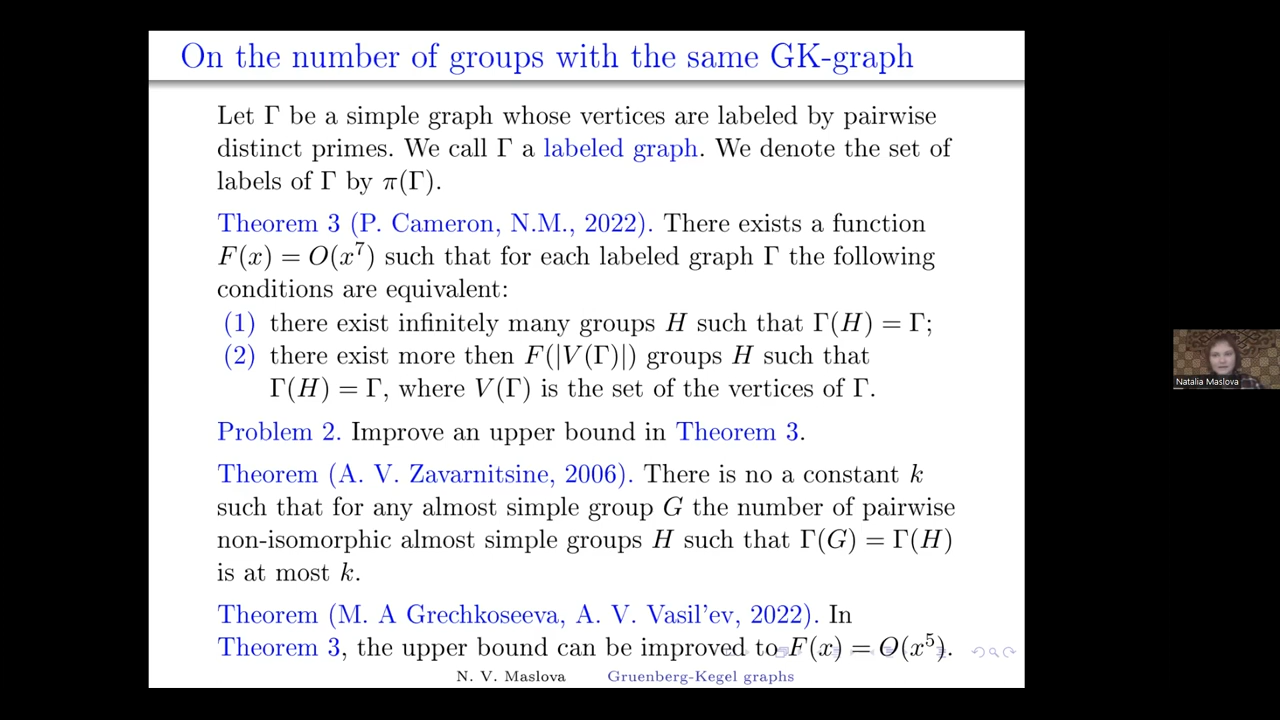 On the number of groups with the same GK-graph
Let Γ be a simple graph whose vertices are labeled by pairwise
distinct primes. We call Γ a labeled graph. We denote the set of
labels of Γ by π(Γ).
Theorem 3 (P. Cameron, N.M., 2022). There exists a function
F(x) = O(x⁷) such that for each labeled graph Γ the following
conditions are equivalent:
(1) there exist infinitely many groups H such that Γ(H) = Γ;
(2) there exist more then F(|V(Γ)|) groups H such that
Γ(H) = Γ, where V(Γ) is the set of the vertices of Γ.
Problem 2. Improve an upper bound in Theorem 3.
Theorem (A. V. Zavarnitsine, 2006). There is no a constant k
such that for any almost simple group G the number of pairwise
non-isomorphic almost simple groups H such that Γ(G) = Γ(H)
is at most k.
Theorem (M. A Grechkoseeva, A. V. Vasil'ev, 2022). In
Theorem 3, the upper bound can be improved to F(x) = O(x⁵).
N. V. Maslova Gruenberg-Kegel graphs
Natalia Maslova